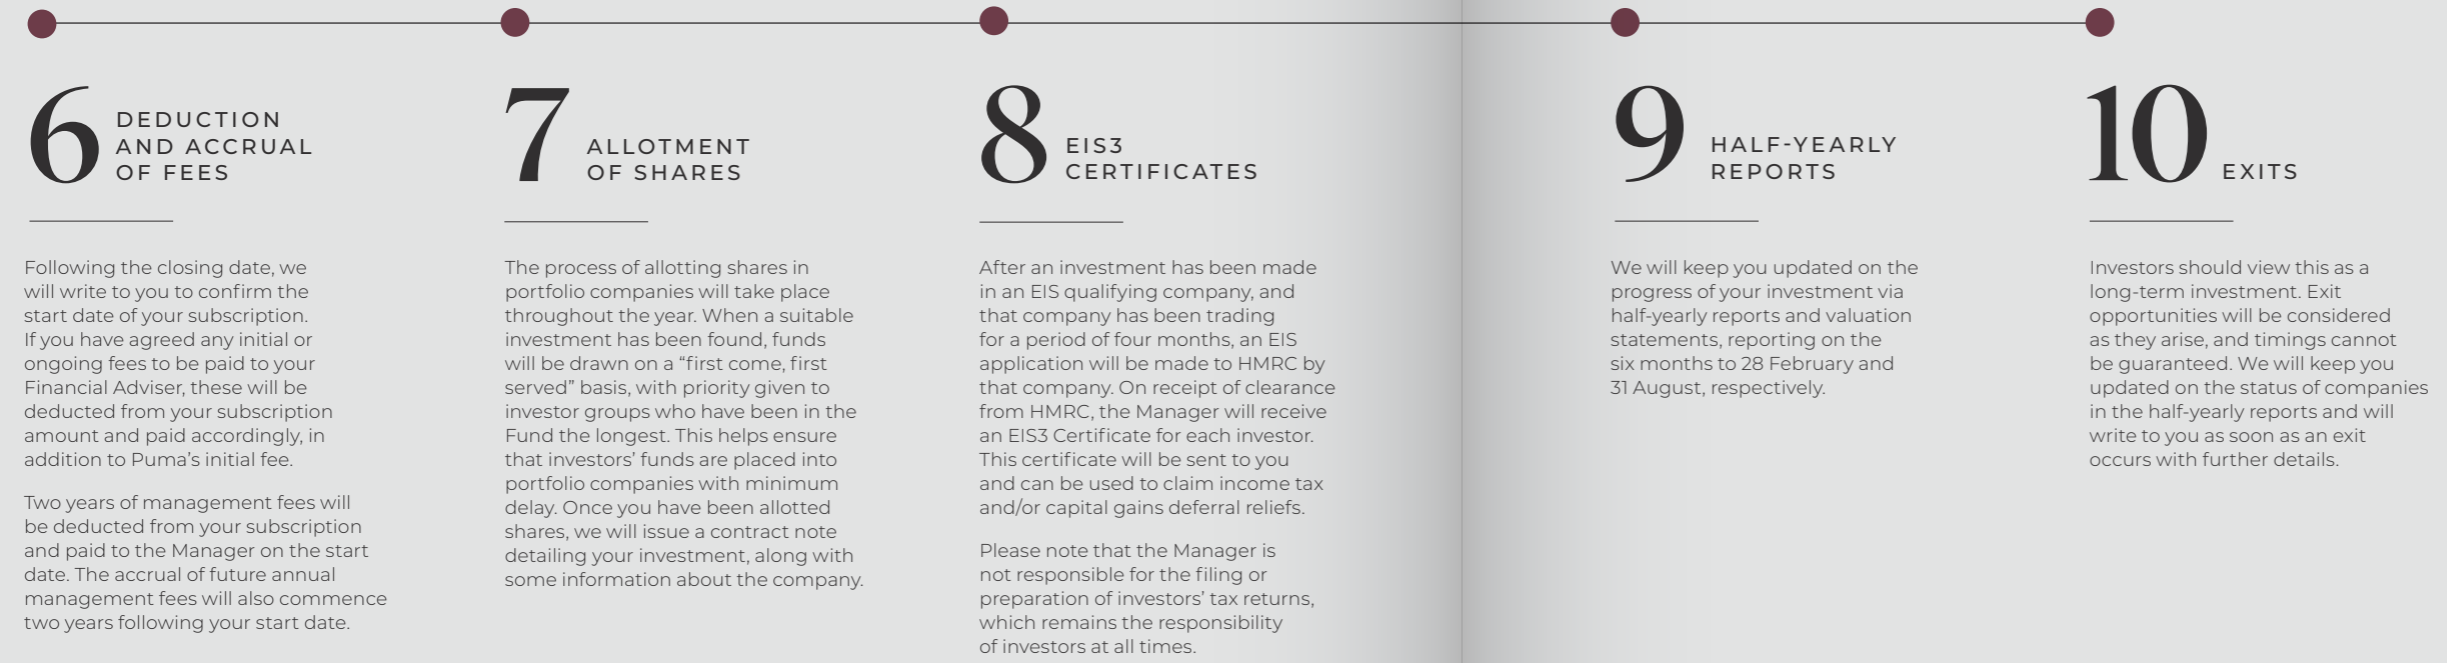 6 DEDUCTION
AND ACCRUAL
OF FEES
Following the closing date, we
will write to you to confirm the
start date of your subscription.
If you have agreed any initial or
ongoing fees to be paid to your
Financial Adviser, these will be
deducted from your subscription
amount and paid accordingly, in
addition to Puma’s initial fee.
Two years of management fees will
be deducted from your subscription
and paid to the Manager on the start
date. The accrual of future annual
management fees will also commence
two years following your start date.
7 ALLOTMENT
OF SHARES
The process of allotting shares in
portfolio companies will take place
throughout the year. When a suitable
investment has been found, funds
will be drawn on a “first come, first
served” basis, with priority given to
investor groups who have been in the
Fund the longest. This helps ensure
that investors’ funds are placed into
portfolio companies with minimum
delay. Once you have been allotted
shares, we will issue a contract note
detailing your investment, along with
some information about the company.
8 EIS3
CERTIFICATES
After an investment has been made
in an EIS qualifying company, and
that company has been trading
for a period of four months, an EIS
application will be made to HMRC by
that company. On receipt of clearance
from HMRC, the Manager will receive
an EIS3 Certificate for each investor.
This certificate will be sent to you
and can be used to claim income tax
and/or capital gains deferral reliefs.
Please note that the Manager is
not responsible for the filing or
preparation of investors’ tax returns,
which remains the responsibility
of investors at all times.
9 HALF-YEARLY
REPORTS
We will keep you updated on the
progress of your investment via
half-yearly reports and valuation
statements, reporting on the
six months to 28 February and
31 August, respectively.
10 EXITS
Investors should view this as a
long-term investment. Exit
opportunities will be considered
as they arise, and timings cannot
be guaranteed. We will keep you
updated on the status of companies
in the half-yearly reports and will
write to you as soon as an exit
occurs with further details.